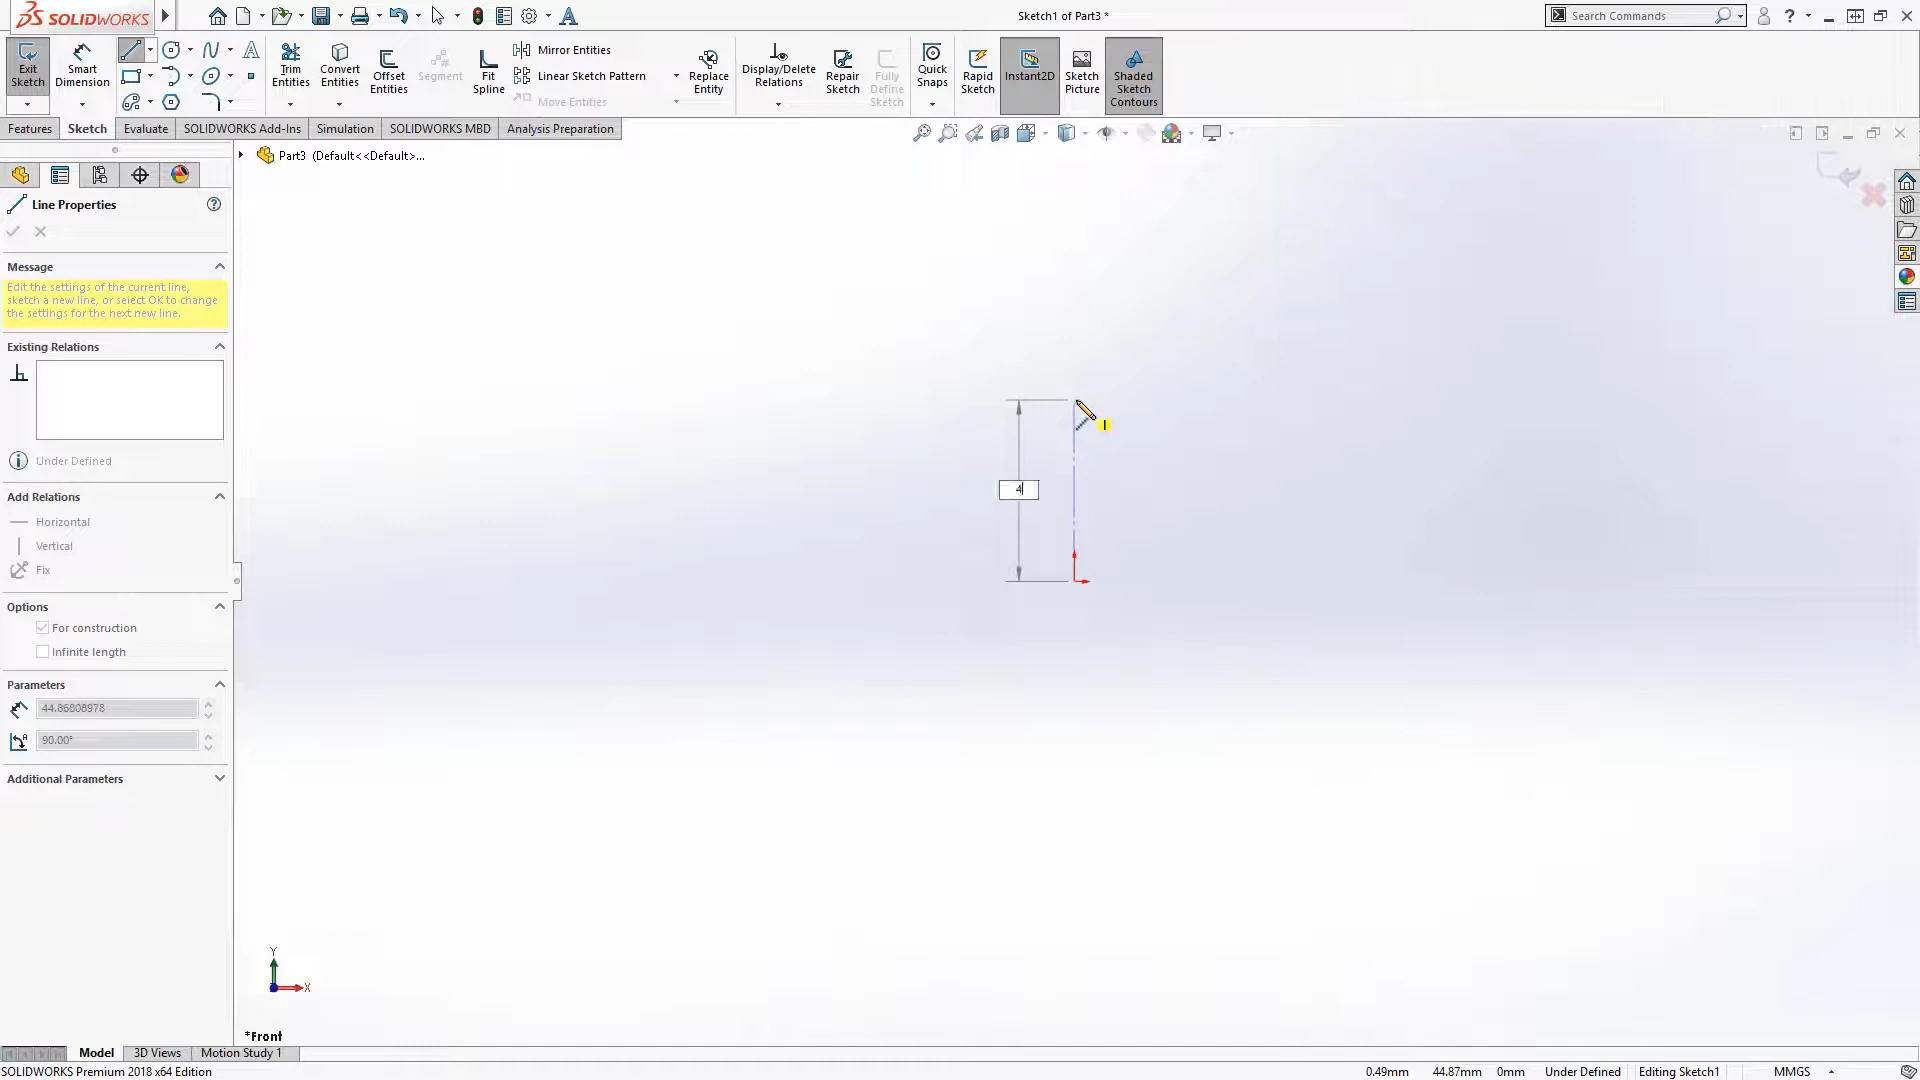 SOLIDWORKS
Sketch1 of Part3 *
Search Commands
?
Exit Sketch
Smart Dimension
Trim Entities
Convert Entities
Offset Entities
Segment
Fit Spline
Mirror Entities
Linear Sketch Pattern
Move Entities
Replace Entity
Display/Delete Relations
Repair Sketch
Fully Define Sketch
Quick Snaps
Rapid Sketch
Instant2D
Sketch Picture
Shaded Sketch Contours
Features
Sketch
Evaluate
SOLIDWORKS Add-Ins
Simulation
SOLIDWORKS MBD
Analysis Preparation
Part3 (Default<<Default>...
Line Properties
Message
Edit the settings of the current line,
sketch a new line, or select OK to change
the settings for the next new line.
Existing Relations
Under Defined
Add Relations
Horizontal
Vertical
Fix
Options
For construction
Infinite length
Parameters
44.86808978
90.00°
Additional Parameters
4
Y
X
*Front
Model
3D Views
Motion Study 1
SOLIDWORKS Premium 2018 x64 Edition
0.49mm
44.87mm
0mm
Under Defined
Editing Sketch1
MMGS